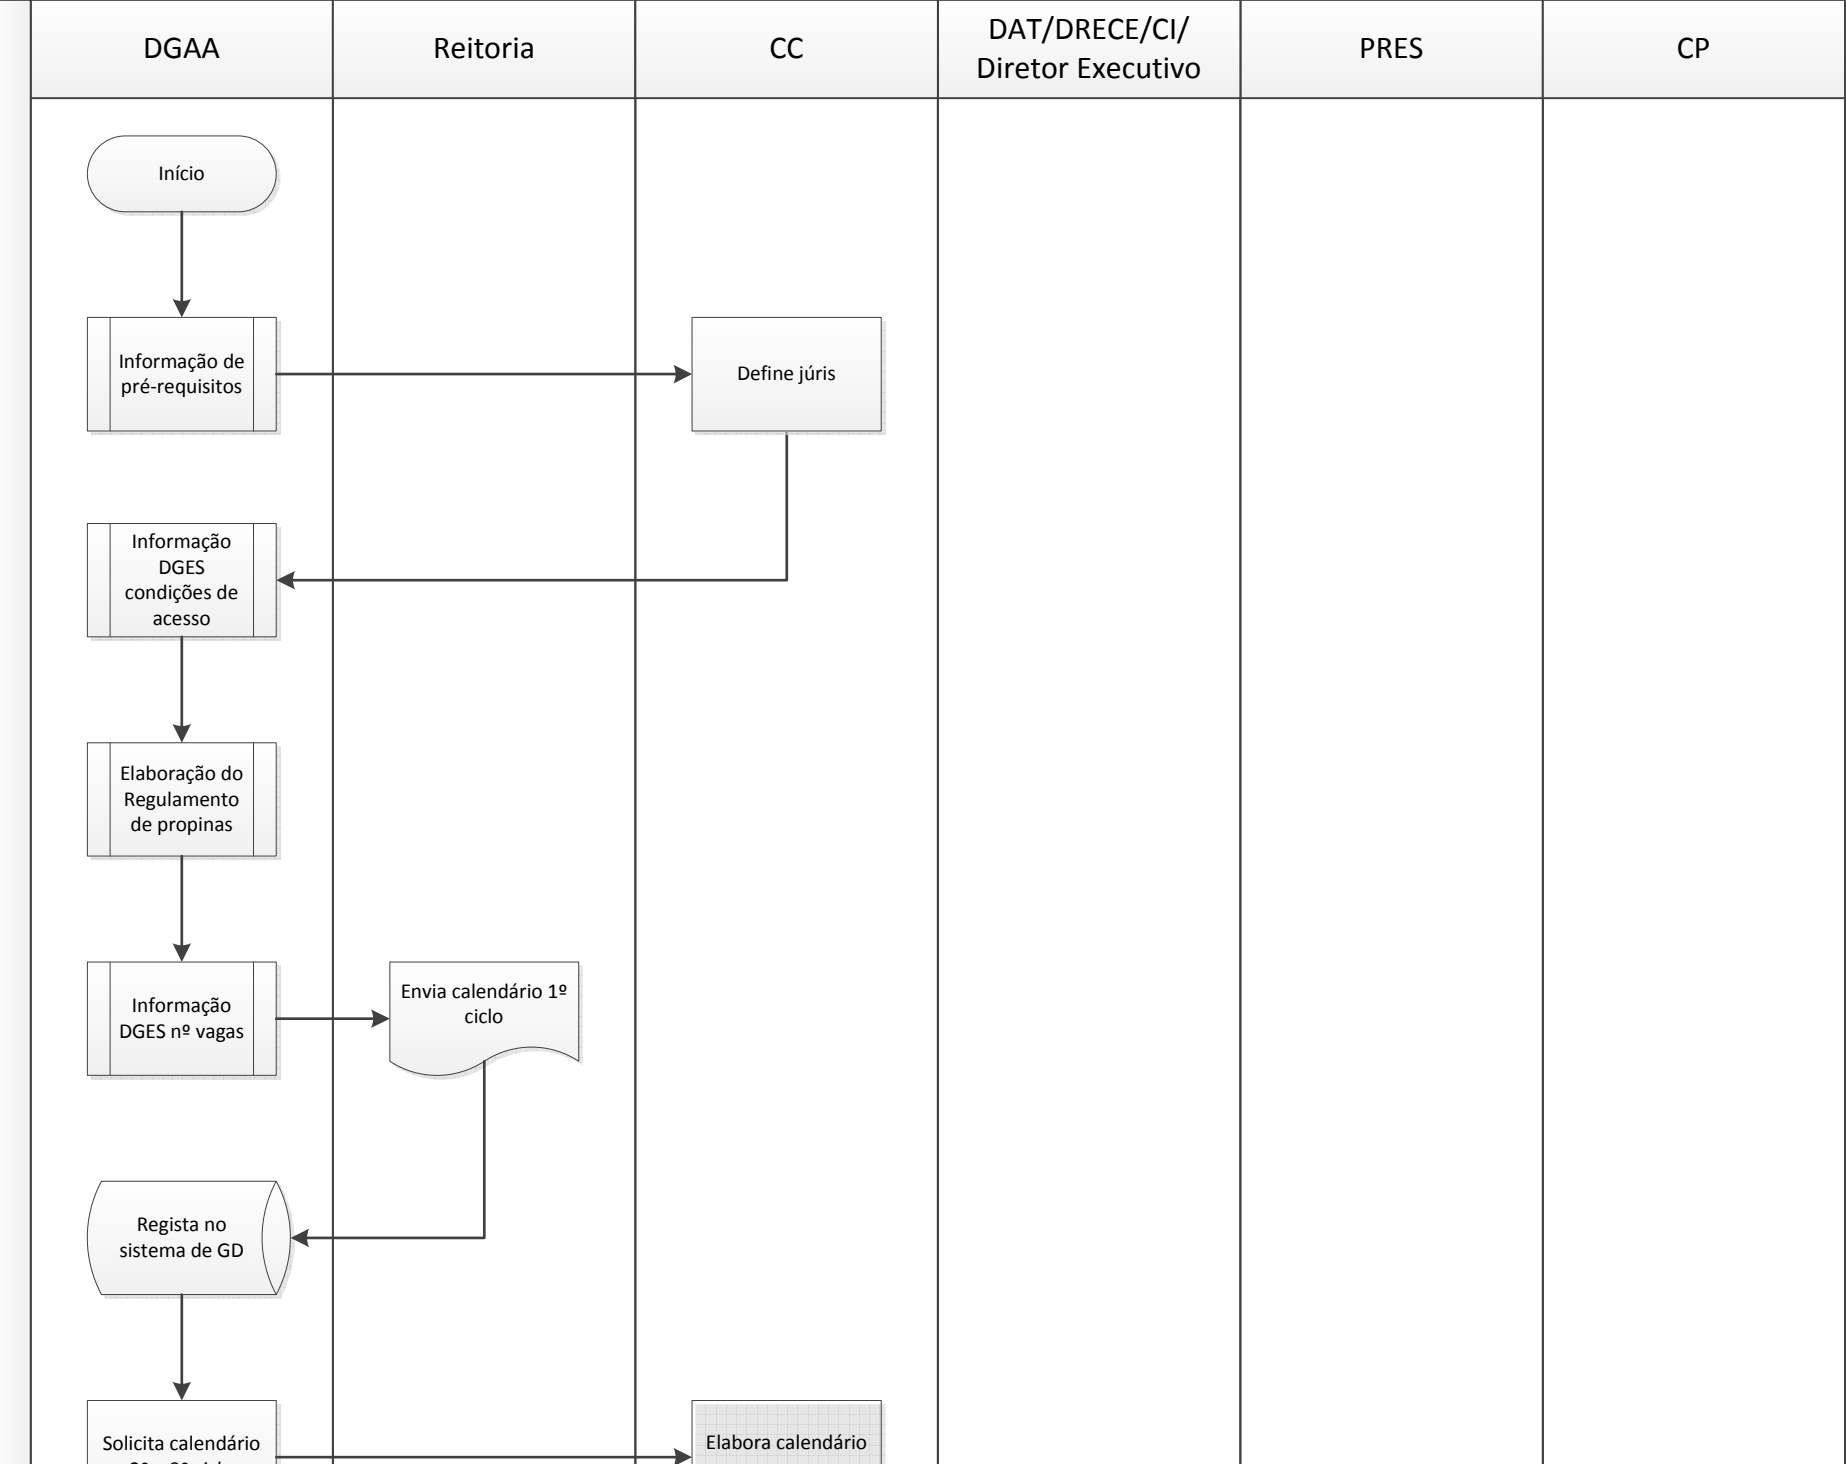 DGAA
Reitoria
CC
DAT/DRECE/CI/
Diretor Executivo
PRES
CP
Início
Informação de
pré-requisitos
Define júris
Informação
DGES
condições de
acesso
Elaboração do
Regulamento
de propinas
Informação
DGES nº vagas
Envia calendário 1º
ciclo
Regista no
sistema de GD
Solicita calendário
Elabora calendário